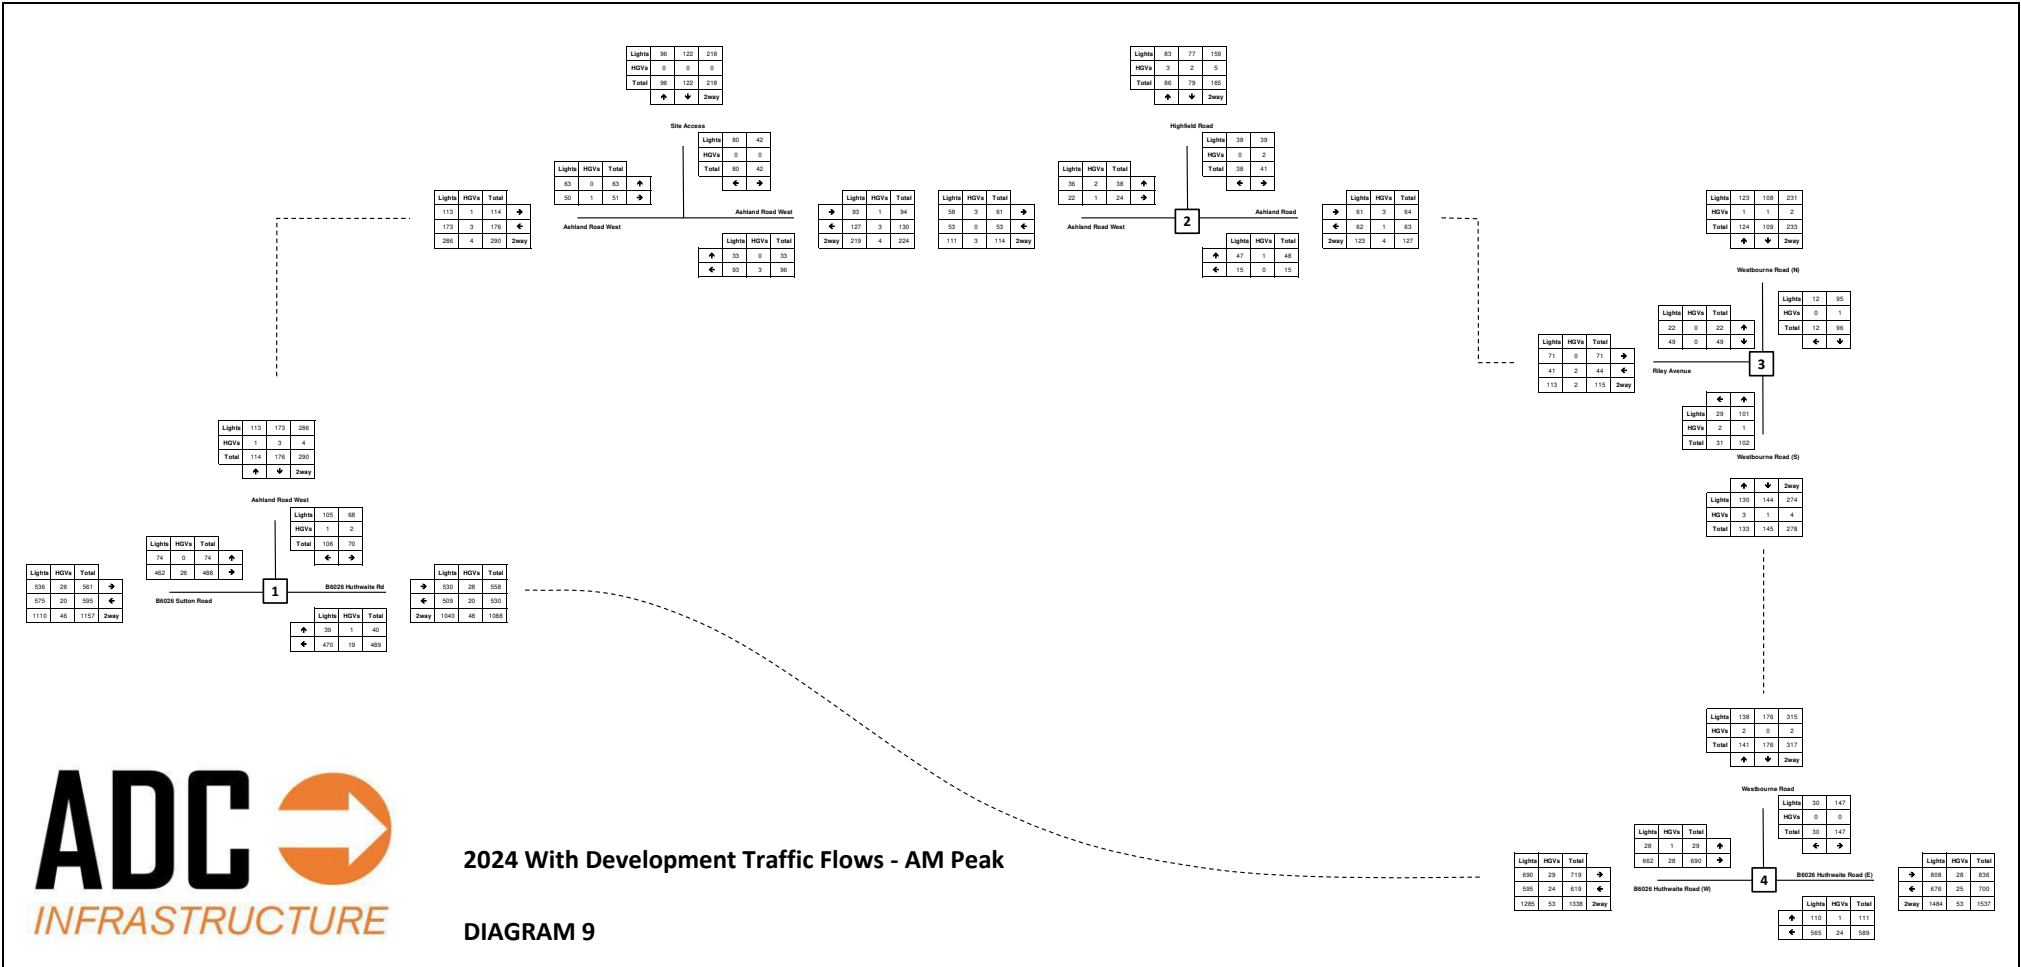 Lights 96 122 218
HGVs 0 0 0
Total 96 122 218
↑ ↓ 2way
Site Access
Lights 80 42
HGVs 0 0
Total 80 42
← →
Lights HGVs Total
63 0 63 ↑
50 1 51 →
Lights HGVs Total
113 1 114 →
173 3 176 ←
286 4 290 2way
Ashland Road West
Ashland Road West
Lights HGVs Total
↑ 33 0 33
← 93 3 96
Lights HGVs Total
→ 93 1 94
← 127 3 130
2way 219 4 224
Lights 83 77 159
HGVs 3 2 5
Total 86 79 165
↑ ↓ 2way
Highfield Road
Lights 38 39
HGVs 0 2
Total 38 41
← →
Lights HGVs Total
36 2 38 ↑
22 1 24 →
Lights HGVs Total
58 3 61 →
53 0 53 ←
111 3 114 2way
Ashland Road West
2
Ashland Road
Lights HGVs Total
↑ 47 1 48
← 15 0 15
Lights HGVs Total
→ 61 3 64
← 62 1 63
2way 123 4 127
Lights 123 108 231
HGVs 1 1 2
Total 124 109 233
↑ ↓ 2way
Westbourne Road (N)
Lights 12 95
HGVs 0 1
Total 12 96
← ↓
Lights HGVs Total
22 0 22 ↑
49 0 49 ↓
Lights HGVs Total
71 0 71 →
41 2 44 ←
113 2 115 2way
Riley Avenue
3
← ↑
Lights 29 101
HGVs 2 1
Total 31 102
Westbourne Road (S)
↑ ↓ 2way
Lights 130 144 274
HGVs 3 1 4
Total 133 145 278
Lights 113 173 286
HGVs 1 3 4
Total 114 176 290
↑ ↓ 2way
Ashland Road West
Lights 105 68
HGVs 1 2
Total 106 70
← →
Lights HGVs Total
74 0 74 ↑
462 26 488 →
Lights HGVs Total
536 26 561 →
575 20 595 ←
1110 46 1157 2way
B6026 Sutton Road
1
B6026 Huthwaite Rd
Lights HGVs Total
↑ 39 1 40
← 470 19 489
Lights HGVs Total
→ 530 28 558
← 509 20 530
2way 1040 48 1088
Lights 138 176 315
HGVs 2 0 2
Total 141 176 317
↑ ↓ 2way
Westbourne Road
Lights 30 147
HGVs 0 0
Total 30 147
← →
Lights HGVs Total
28 1 29 ↑
662 28 690 →
Lights HGVs Total
690 29 719 →
595 24 619 ←
1285 53 1338 2way
B6026 Huthwaite Road (W)
4
B6026 Huthwaite Road (E)
Lights HGVs Total
↑ 110 1 111
← 565 24 589
Lights HGVs Total
→ 808 28 836
← 676 25 700
2way 1484 53 1537
ADC
INFRASTRUCTURE
2024 With Development Traffic Flows - AM Peak
DIAGRAM 9